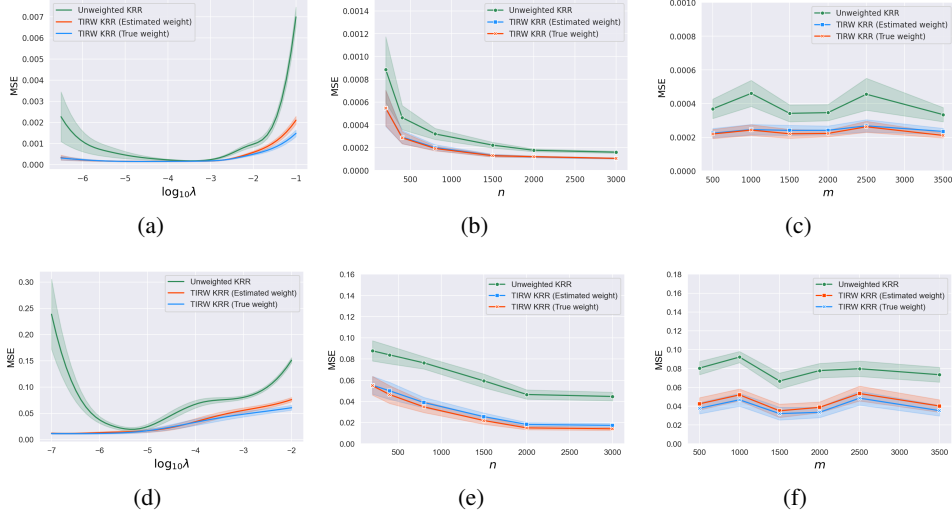 0.007
0.006
0.005
0.004
0.003
0.002
0.001
0.000
MSE
Unweighted KRR
TIRW KRR (Estimated weight)
TIRW KRR (True weight)
−6 −5 −4 −3 −2 −1
log₁₀λ
(a)
0.0014
0.0012
0.0010
0.0008
0.0006
0.0004
0.0002
0.0000
MSE
Unweighted KRR
TIRW KRR (Estimated weight)
TIRW KRR (True weight)
500 1000 1500 2000 2500 3000
n
(b)
0.0010
0.0008
0.0006
0.0004
0.0002
0.0000
MSE
Unweighted KRR
TIRW KRR (Estimated weight)
TIRW KRR (True weight)
500 1000 1500 2000 2500 3000 3500
m
(c)
0.30
0.25
0.20
0.15
0.10
0.05
0.00
MSE
Unweighted KRR
TIRW KRR (Estimated weight)
TIRW KRR (True weight)
−7 −6 −5 −4 −3 −2
log₁₀λ
(d)
0.16
0.14
0.12
0.10
0.08
0.06
0.04
0.02
0.00
MSE
Unweighted KRR
TIRW KRR (Estimated weight)
TIRW KRR (True weight)
500 1000 1500 2000 2500 3000
n
(e)
0.18
0.16
0.14
0.12
0.10
0.08
0.06
0.04
0.02
0.00
MSE
Unweighted KRR
TIRW KRR (Estimated weight)
TIRW KRR (True weight)
500 1000 1500 2000 2500 3000 3500
m
(f)